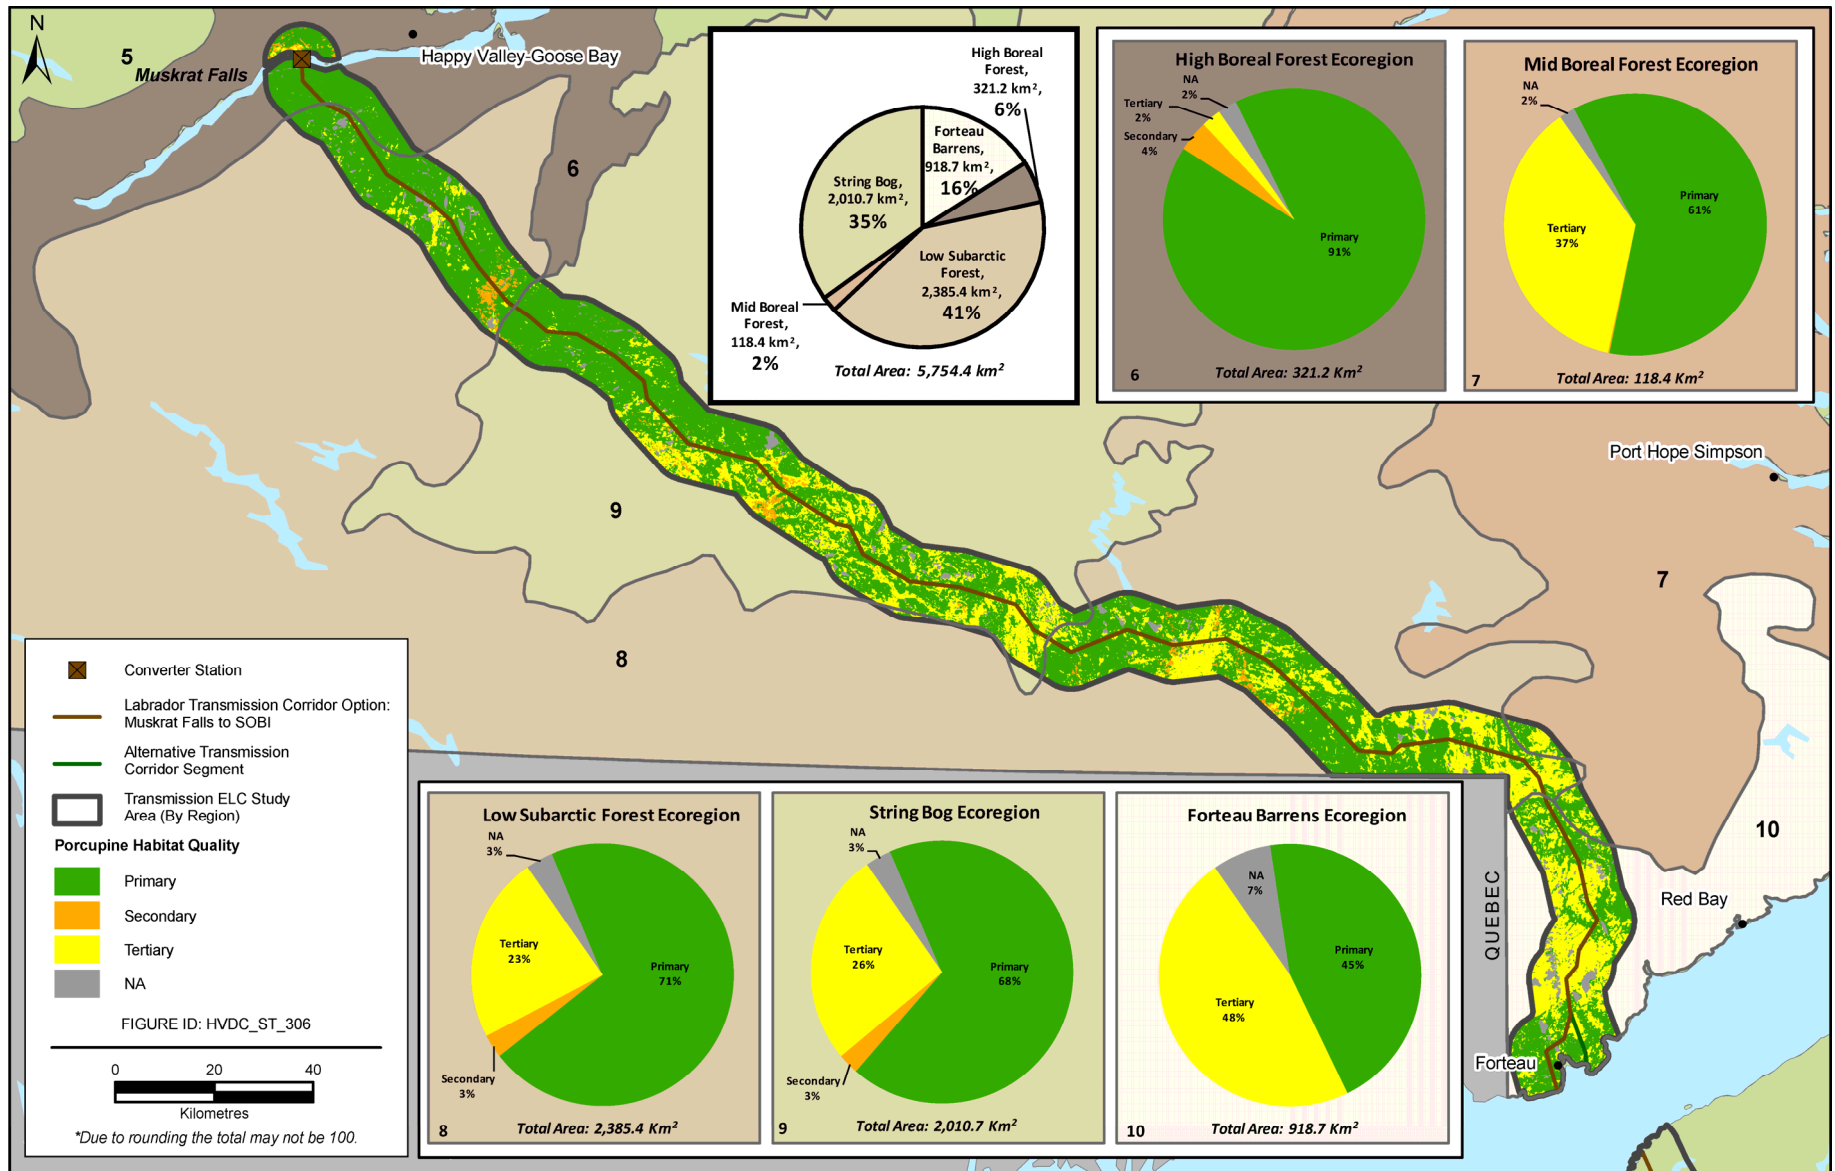 N
5
Muskrat Falls
Happy Valley-Goose Bay
6
9
8
7
10
Port Hope Simpson
Red Bay
Forteau
QUEBEC
High Boreal
Forest,
321.2 km²,
6%
Forteau
Barrens,
918.7 km²,
16%
String Bog,
2,010.7 km²,
35%
Low Subarctic
Forest,
2,385.4 km²,
41%
Mid Boreal
Forest,
118.4 km²,
2%
Total Area: 5,754.4 km²
High Boreal Forest Ecoregion
NA
2%
Tertiary
2%
Secondary
4%
Primary
91%
6
Total Area: 321.2 Km²
Mid Boreal Forest Ecoregion
NA
2%
Primary
61%
Tertiary
37%
7
Total Area: 118.4 Km²
Converter Station
Labrador Transmission Corridor Option:
Muskrat Falls to SOBI
Alternative Transmission
Corridor Segment
Transmission ELC Study
Area (By Region)
Porcupine Habitat Quality
Primary
Secondary
Tertiary
NA
FIGURE ID: HVDC_ST_306
0 20 40
Kilometres
*Due to rounding the total may not be 100.
Low Subarctic Forest Ecoregion
NA
3%
Tertiary
23%
Primary
71%
Secondary
3%
8
Total Area: 2,385.4 Km²
String Bog Ecoregion
NA
3%
Tertiary
26%
Primary
68%
Secondary
3%
9
Total Area: 2,010.7 Km²
Forteau Barrens Ecoregion
NA
7%
Primary
45%
Tertiary
48%
10
Total Area: 918.7 Km²